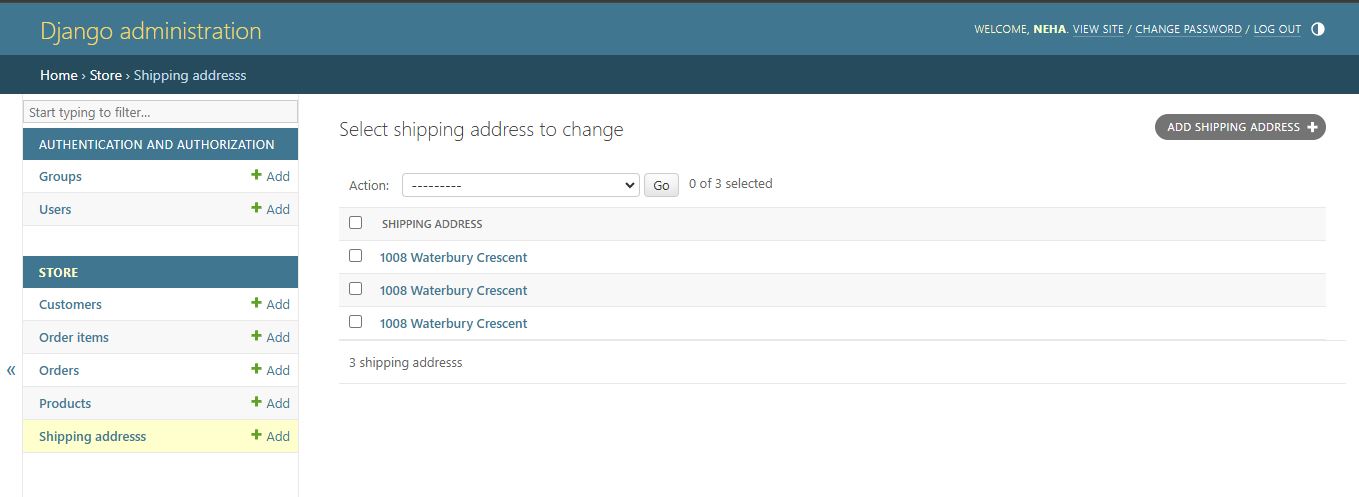 Django administration
WELCOME, NEHA. VIEW SITE / CHANGE PASSWORD / LOG OUT
Home › Store › Shipping addresss
Start typing to filter...
AUTHENTICATION AND AUTHORIZATION
Groups + Add
Users + Add
STORE
Customers + Add
Order items + Add
Orders + Add
Products + Add
Shipping addresss + Add
«
Select shipping address to change
ADD SHIPPING ADDRESS +
Action: --------- Go 0 of 3 selected
SHIPPING ADDRESS
1008 Waterbury Crescent
1008 Waterbury Crescent
1008 Waterbury Crescent
3 shipping addresss